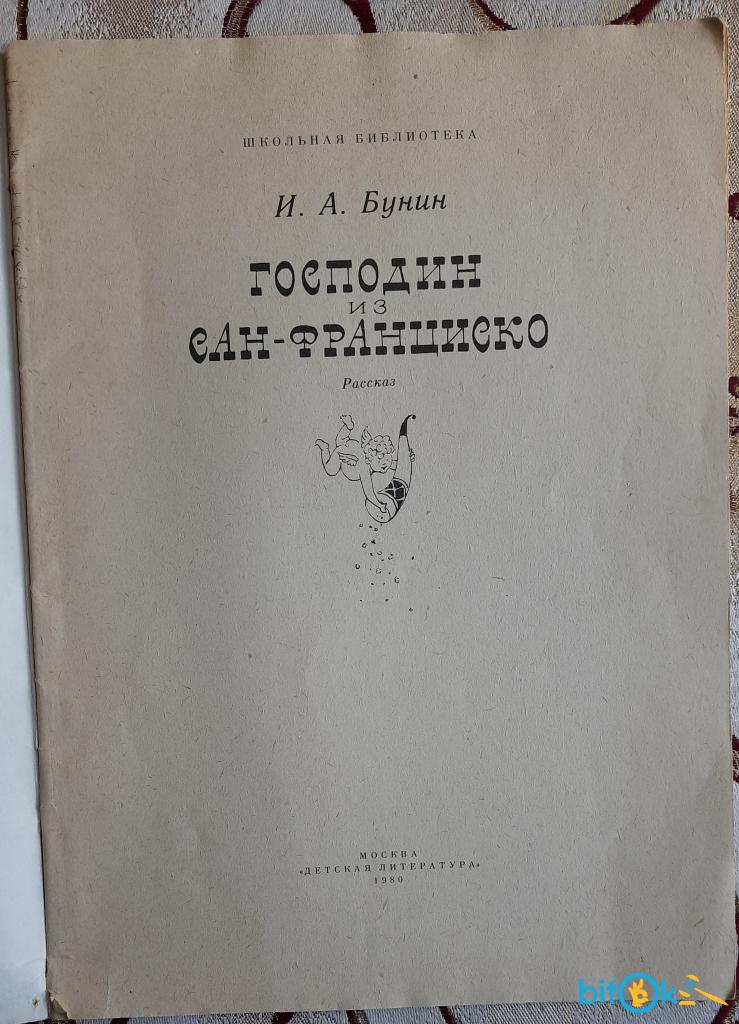 ШКОЛЬНАЯ БИБЛИОТЕКА
И. А. Бунин
ГОСПОДИН
ИЗ
САН-ФРАНЦИСКО
Рассказ
МОСКВА
«ДЕТСКАЯ ЛИТЕРАТУРА»
1980
bitOk